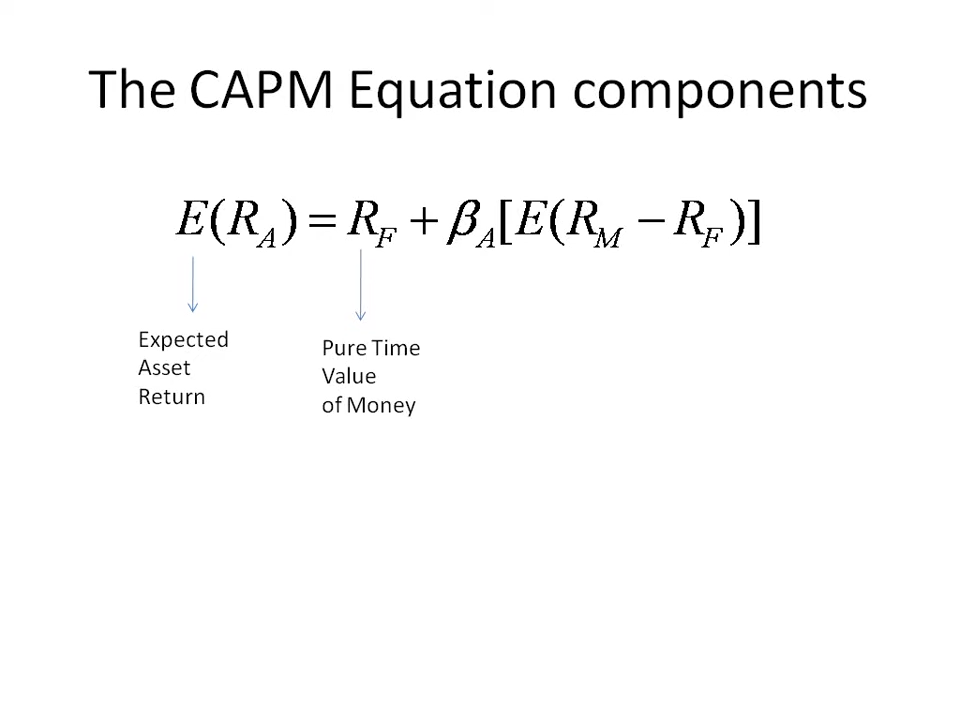 The CAPM Equation components
E(R_A) = R_F + β_A[E(R_M − R_F)]
Expected
Asset
Return
Pure Time
Value
of Money